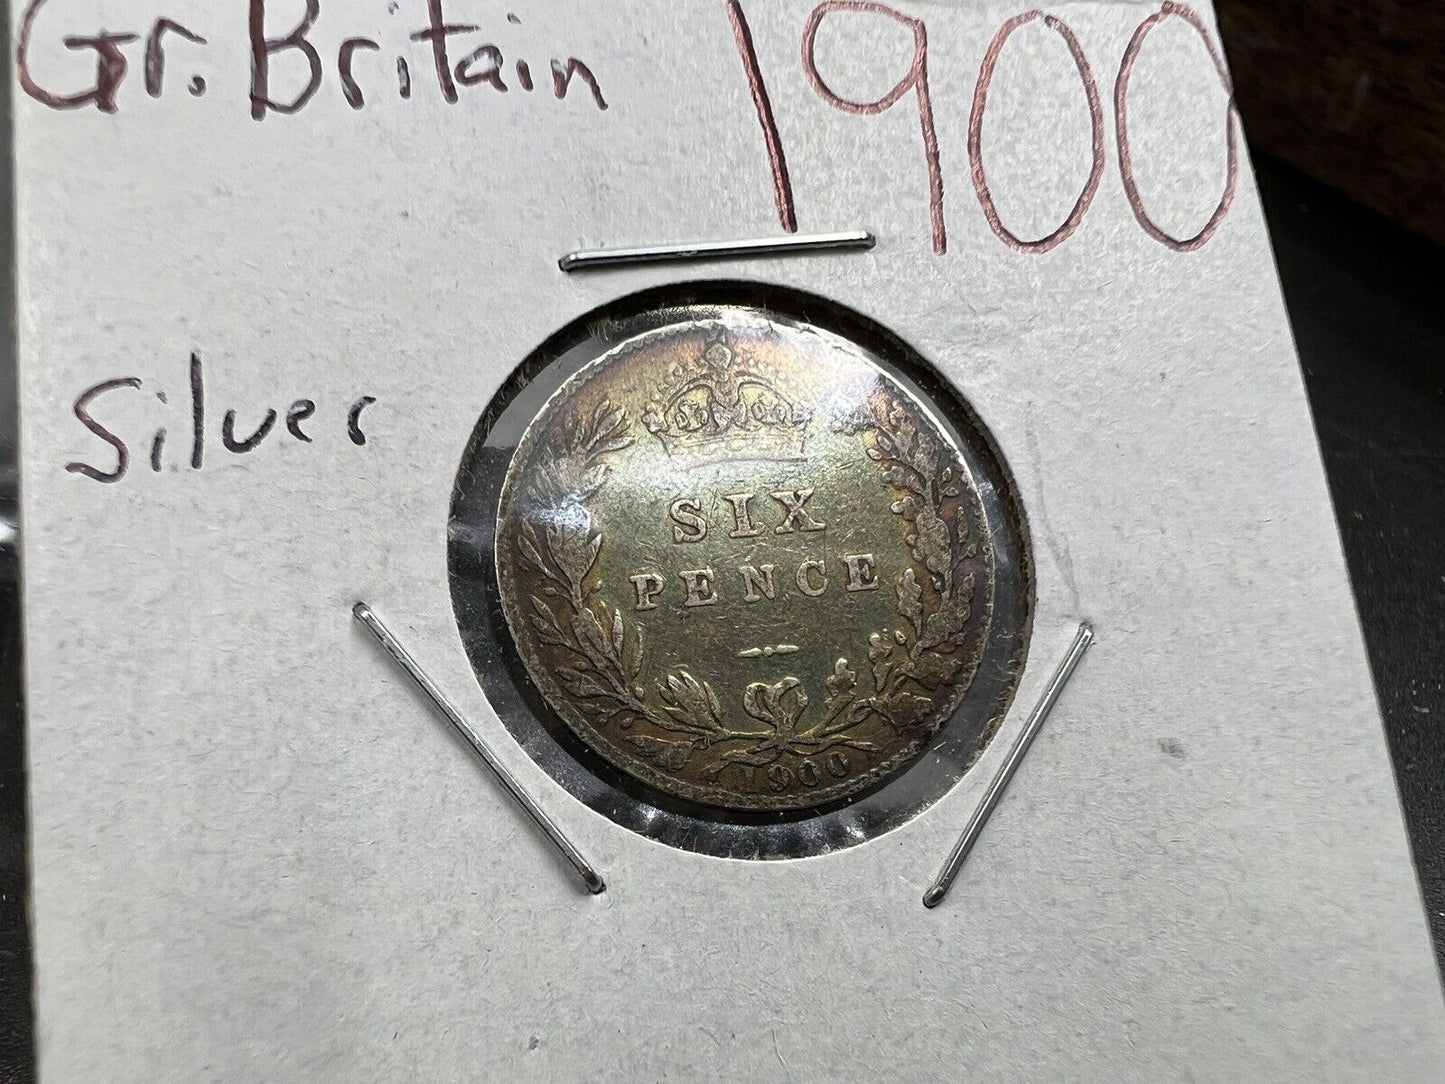 Gr. Britain 1900
Silver
SIX
PENCE
1900